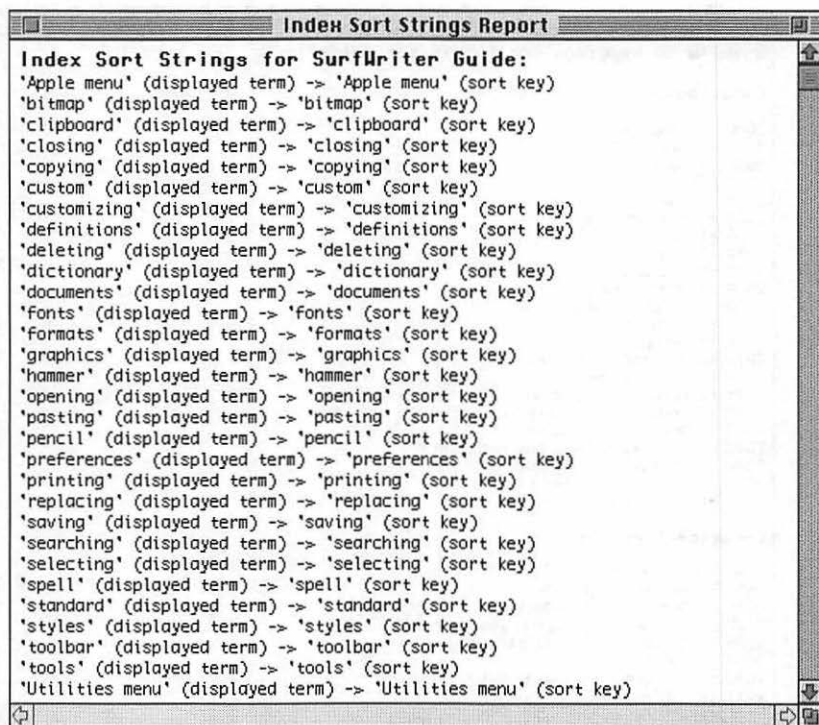 Index Sort Strings Report
Index Sort Strings for SurfWriter Guide:
'Apple menu' (displayed term) -> 'Apple menu' (sort key)
'bitmap' (displayed term) -> 'bitmap' (sort key)
'clipboard' (displayed term) -> 'clipboard' (sort key)
'closing' (displayed term) -> 'closing' (sort key)
'copying' (displayed term) -> 'copying' (sort key)
'custom' (displayed term) -> 'custom' (sort key)
'customizing' (displayed term) -> 'customizing' (sort key)
'definitions' (displayed term) -> 'definitions' (sort key)
'deleting' (displayed term) -> 'deleting' (sort key)
'dictionary' (displayed term) -> 'dictionary' (sort key)
'documents' (displayed term) -> 'documents' (sort key)
'fonts' (displayed term) -> 'fonts' (sort key)
'formats' (displayed term) -> 'formats' (sort key)
'graphics' (displayed term) -> 'graphics' (sort key)
'hammer' (displayed term) -> 'hammer' (sort key)
'opening' (displayed term) -> 'opening' (sort key)
'pasting' (displayed term) -> 'pasting' (sort key)
'pencil' (displayed term) -> 'pencil' (sort key)
'preferences' (displayed term) -> 'preferences' (sort key)
'printing' (displayed term) -> 'printing' (sort key)
'replacing' (displayed term) -> 'replacing' (sort key)
'saving' (displayed term) -> 'saving' (sort key)
'searching' (displayed term) -> 'searching' (sort key)
'selecting' (displayed term) -> 'selecting' (sort key)
'spell' (displayed term) -> 'spell' (sort key)
'standard' (displayed term) -> 'standard' (sort key)
'styles' (displayed term) -> 'styles' (sort key)
'toolbar' (displayed term) -> 'toolbar' (sort key)
'tools' (displayed term) -> 'tools' (sort key)
'Utilities menu' (displayed term) -> 'Utilities menu' (sort key)